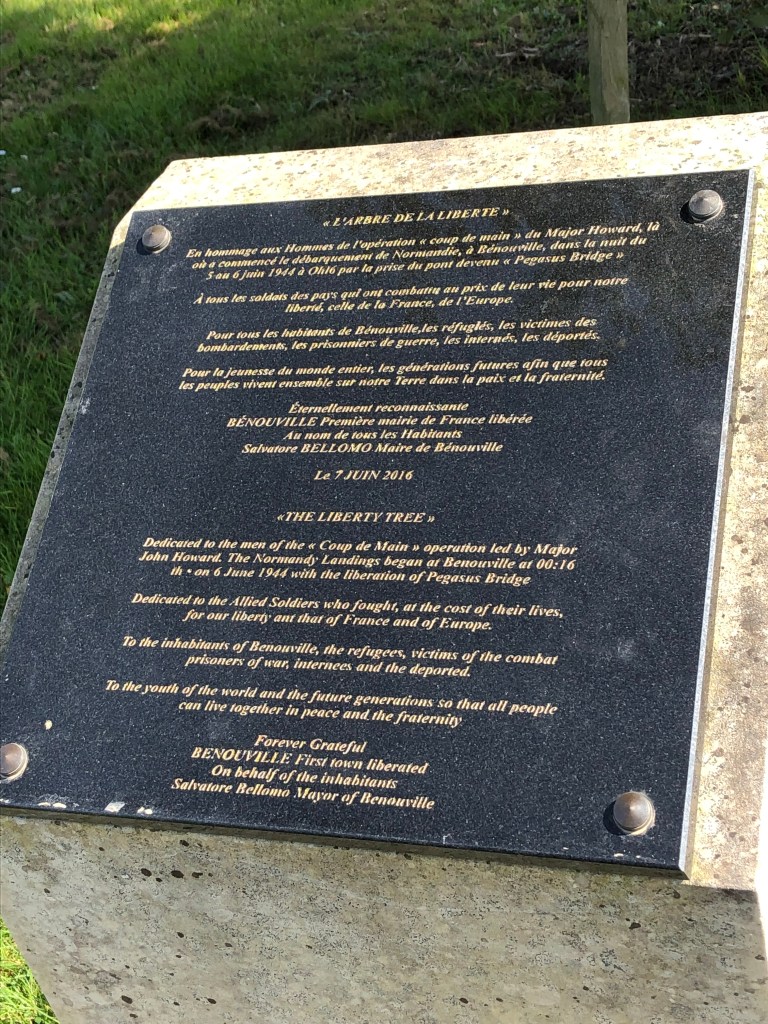 « L'ARBRE DE LA LIBERTE »
En hommage aux Hommes de l'opération « coup de main » du Major Howard, là
où a commencé le débarquement de Normandie, à Bénouville, dans la nuit du
5 au 6 juin 1944 à Oh16 par la prise du pont devenu « Pegasus Bridge »
À tous les soldats des pays qui ont combattu au prix de leur vie pour notre
liberté, celle de la France, de l'Europe.
Pour tous les habitants de Bénouville,les réfugiés, les victimes des
bombardements, les prisonniers de guerre, les internés, les déportés.
Pour la jeunesse du monde entier, les générations futures afin que tous
les peuples vivent ensemble sur notre Terre dans la paix et la fraternité.
Éternellement reconnaissante
BÉNOUVILLE Première mairie de France libérée
Au nom de tous les Habitants
Salvatore BELLOMO Maire de Bénouville
Le 7 JUIN 2016
«THE LIBERTY TREE »
Dedicated to the men of the « Coup de Main » operation led by Major
John Howard. The Normandy Landings began at Benouville at 00:16
th • on 6 June 1944 with the liberation of Pegasus Bridge
Dedicated to the Allied Soldiers who fought, at the cost of their lives,
for our liberty ant that of France and of Europe.
To the inhabitants of Benouville, the refugees, victims of the combat
prisoners of war, internees and the deported.
To the youth of the world and the future generations so that all people
can live together in peace and the fraternity
Forever Grateful
BENOUVILLE First town liberated
On behalf of the inhabitants
Salvatore Bellomo Mayor of Benouville